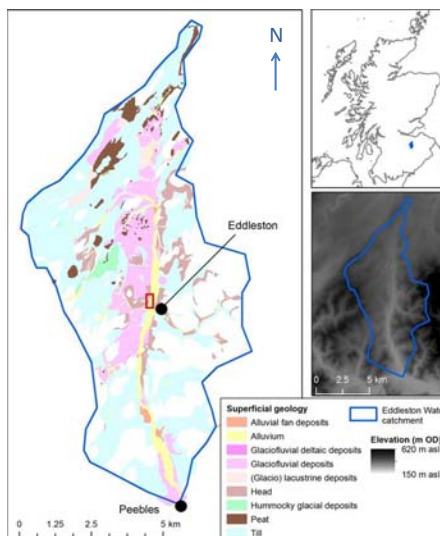 N
Eddleston
Peebles
0 1.25 2.5 5 km
0 2.5 5 km
Superficial geology
Alluvial fan deposits
Alluvium
Glaciofluvial deltaic deposits
Glaciofluvial deposits
(Glacio) lacustrine deposits
Head
Hummocky glacial deposits
Peat
Till
Eddleston Water
catchment
Elevation (m OD)
620 m asl
150 m asl